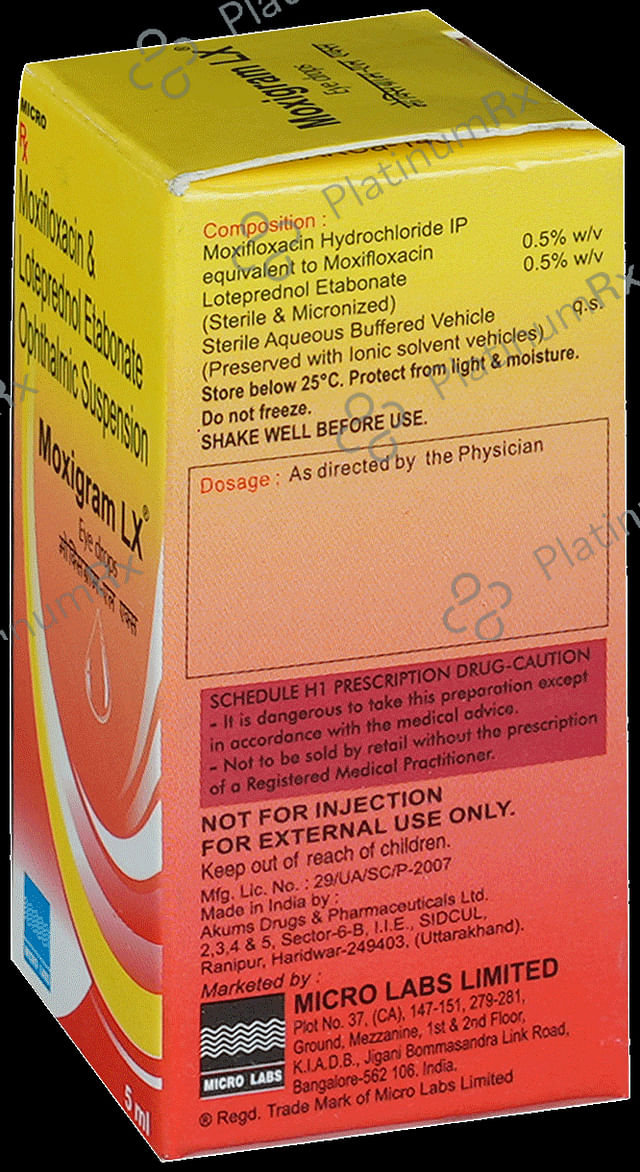 Moxigram LX®
Eye drops
MICRO
Rx
Moxifloxacin &
Loteprednol Etabonate
Ophthalmic Suspension
Moxigram LX®
Eye drops
मॉक्सिग्राम एल एक्स
MICRO LABS
5 ml
Composition :
Moxifloxacin Hydrochloride IP
equivalent to Moxifloxacin 0.5% w/v
Loteprednol Etabonate 0.5% w/v
(Sterile & Micronized)
Sterile Aqueous Buffered Vehicle q.s.
(Preserved with Ionic solvent vehicles)
Store below 25°C. Protect from light & moisture.
Do not freeze.
SHAKE WELL BEFORE USE.
Dosage : As directed by the Physician
SCHEDULE H1 PRESCRIPTION DRUG-CAUTION
- It is dangerous to take this preparation except
in accordance with the medical advice.
- Not to be sold by retail without the prescription
of a Registered Medical Practitioner.
NOT FOR INJECTION
FOR EXTERNAL USE ONLY.
Keep out of reach of children.
Mfg. Lic. No. : 29/UA/SC/P-2007
Made in India by :
Akums Drugs & Pharmaceuticals Ltd.
2,3,4 & 5, Sector-6-B, I.I.E., SIDCUL,
Ranipur, Haridwar-249403, (Uttarakhand).
Marketed by :
MICRO LABS
MICRO LABS LIMITED
Plot No. 37, (CA), 147-151, 279-281,
Ground, Mezzanine, 1st & 2nd Floor,
K.I.A.D.B., Jigani Bommasandra Link Road,
Bangalore-562 106. India.
® Regd. Trade Mark of Micro Labs Limited
PlatinumRx
PlatinumRx
PlatinumRx